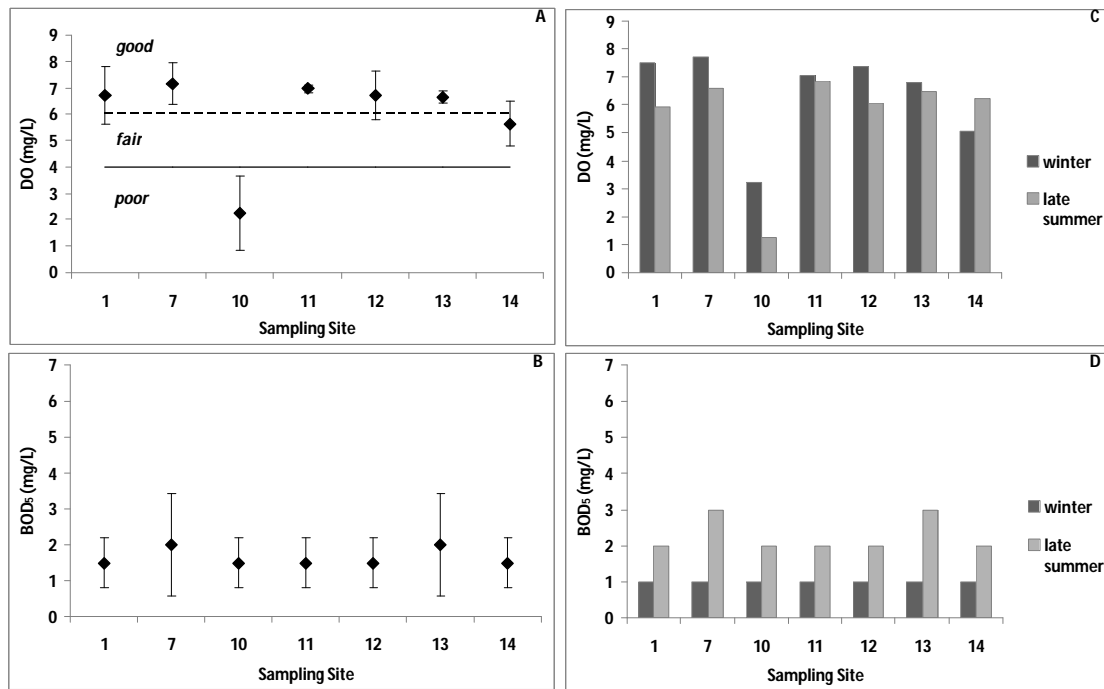 A
good
fair
poor
DO (mg/L)
9
8
7
6
5
4
3
2
1
0
1 7 10 11 12 13 14
Sampling Site
C
DO (mg/L)
9
8
7
6
5
4
3
2
1
0
1 7 10 11 12 13 14
Sampling Site
winter
late
summer
B
BOD₅ (mg/L)
7
6
5
4
3
2
1
0
1 7 10 11 12 13 14
Sampling Site
D
BOD₅ (mg/L)
7
6
5
4
3
2
1
0
1 7 10 11 12 13 14
Sampling Site
winter
late
summer